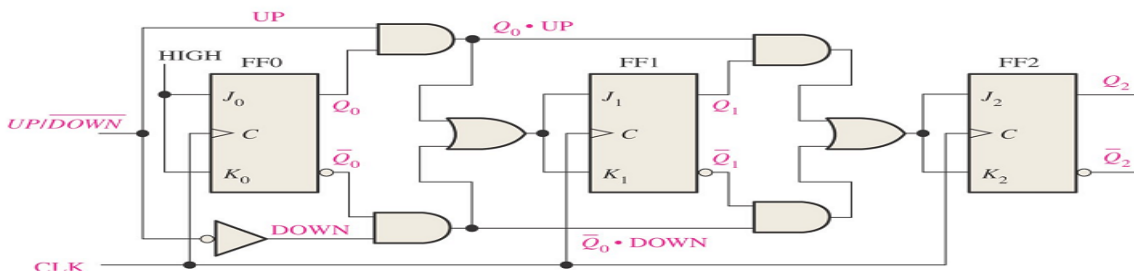 UP
Q₀ • UP
HIGH
FF0
FF1
FF2
J₀
Q₀
J₁
Q₁
J₂
Q₂
UP/D̅O̅W̅N̅
C
C
C
Q̅₀
Q̅₁
Q̅₂
K₀
K₁
K₂
DOWN
Q̅₀ • DOWN
CLK